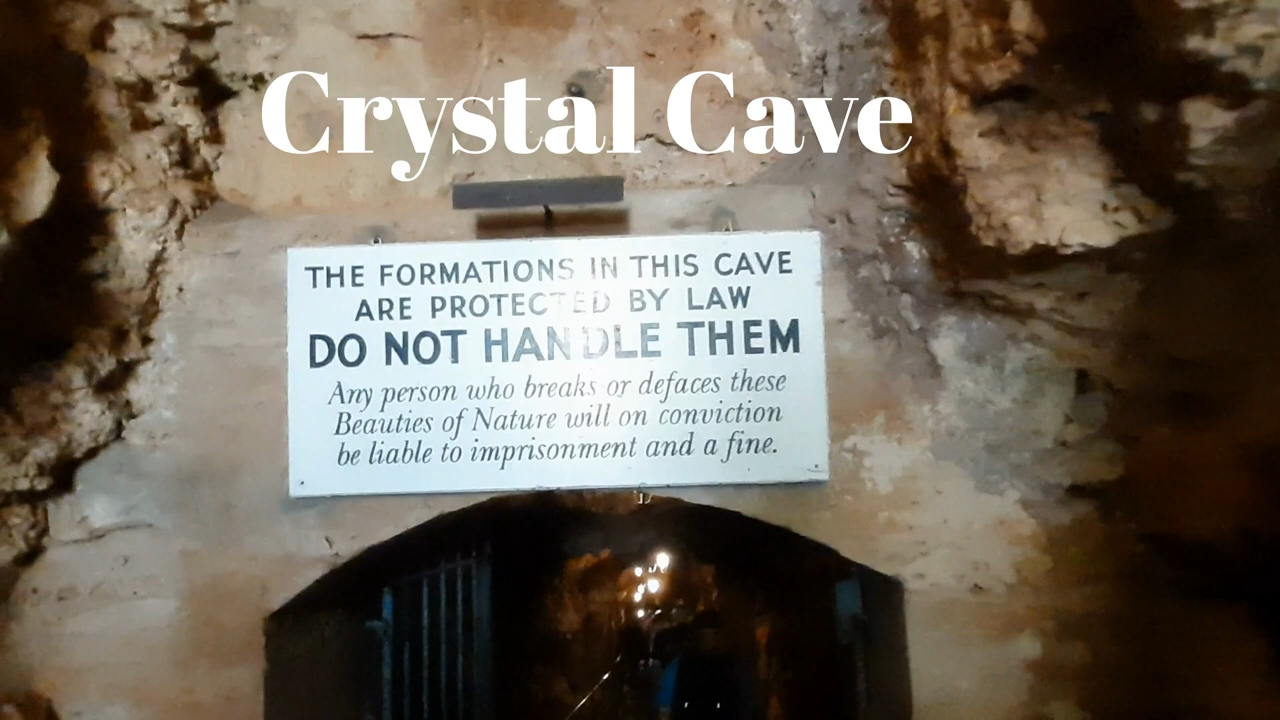 Crystal Cave
THE FORMATIONS IN THIS CAVE
ARE PROTECTED BY LAW
DO NOT HANDLE THEM
Any person who breaks or defaces these
Beauties of Nature will on conviction
be liable to imprisonment and a fine.